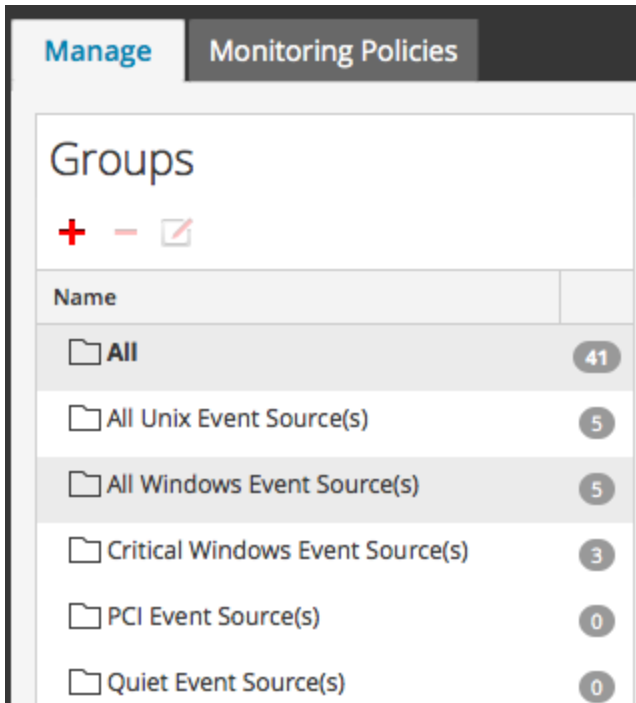 Manage Monitoring Policies
Groups
Name
All 41
All Unix Event Source(s) 5
All Windows Event Source(s) 5
Critical Windows Event Source(s) 3
PCI Event Source(s) 0
Quiet Event Source(s) 0